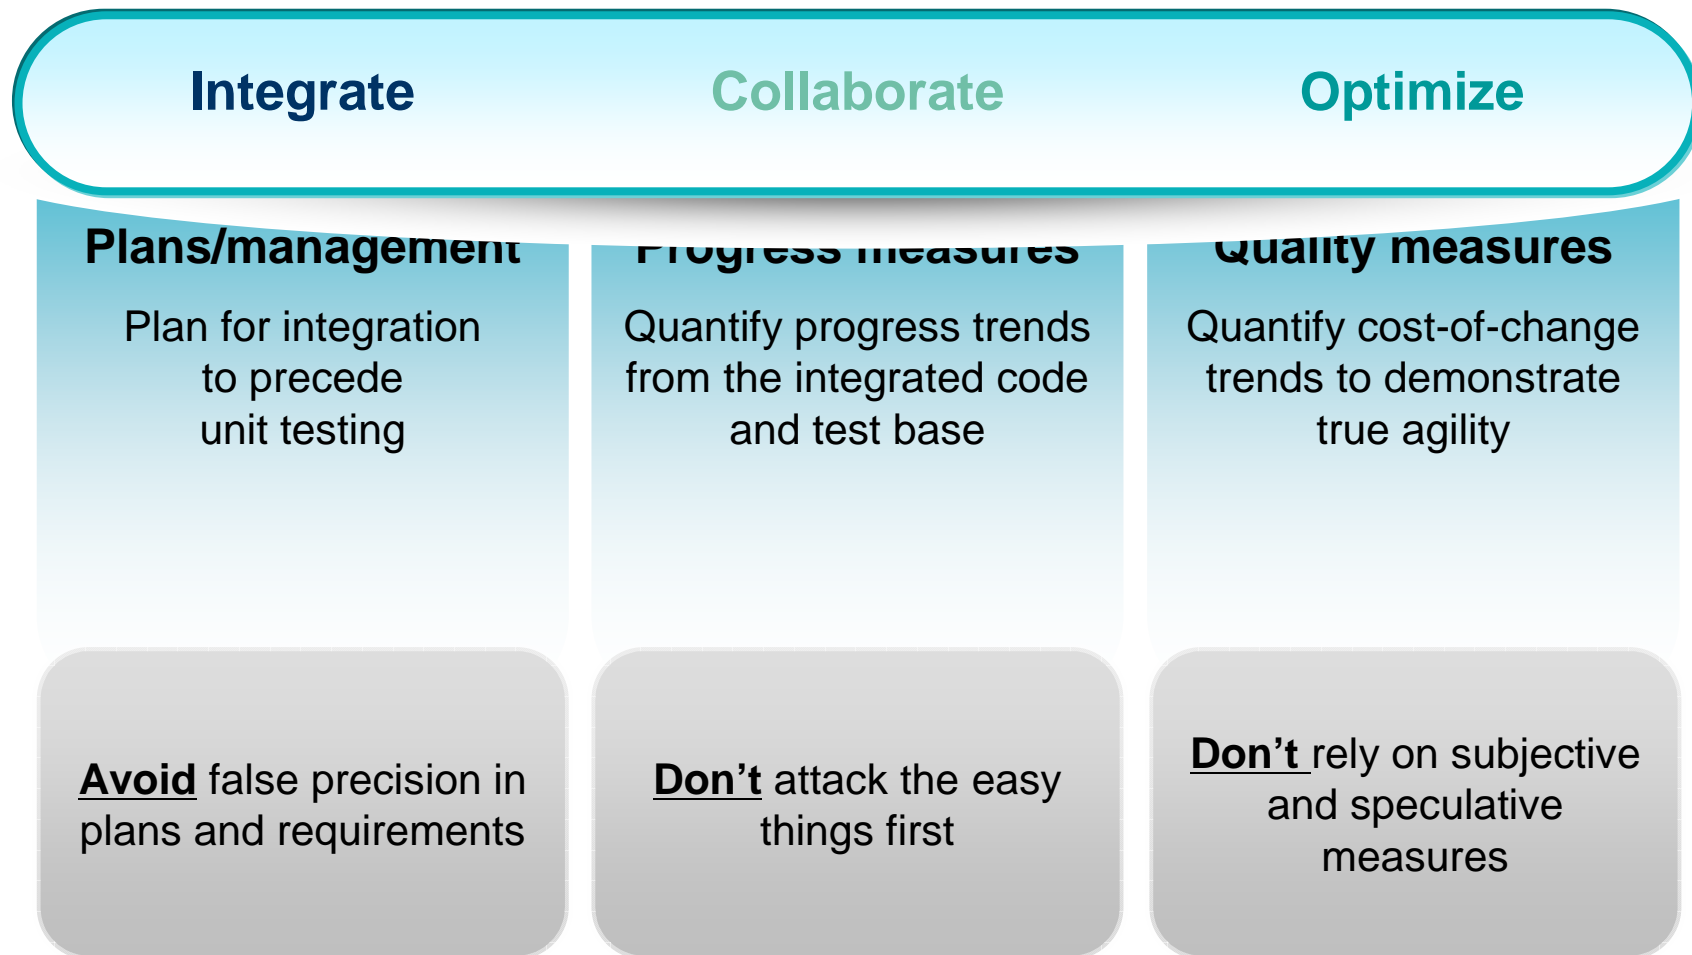 Integrate
Collaborate
Optimize
Plans/management
Plan for integration
to precede
unit testing
Progress measures
Quantify progress trends
from the integrated code
and test base
Quality measures
Quantify cost-of-change
trends to demonstrate
true agility
Avoid false precision in
plans and requirements
Don’t attack the easy
things first
Don’t rely on subjective
and speculative
measures